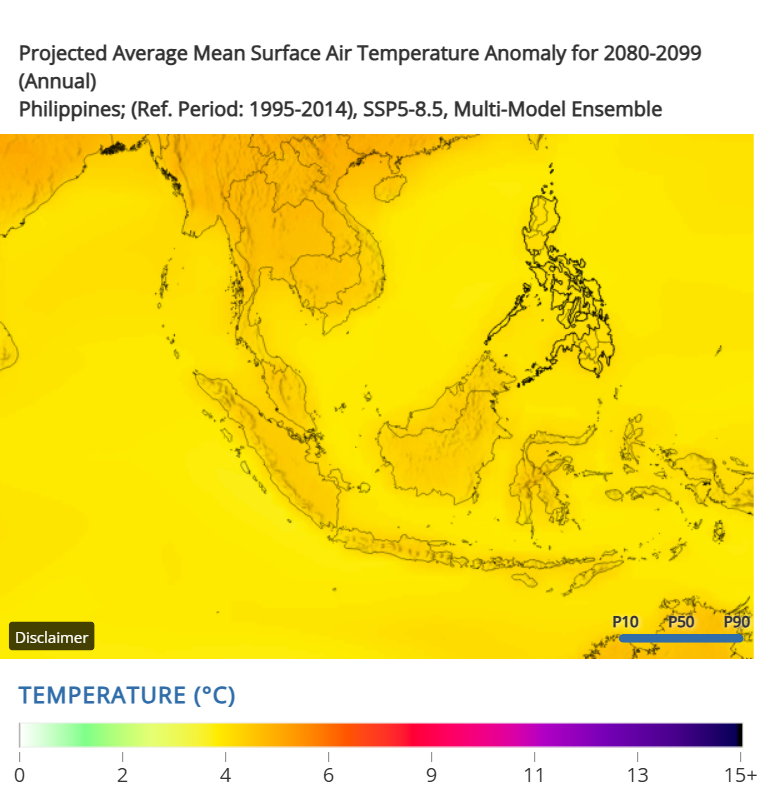 Projected Average Mean Surface Air Temperature Anomaly for 2080-2099
(Annual)
Philippines; (Ref. Period: 1995-2014), SSP5-8.5, Multi-Model Ensemble
P10 P50 P90
Disclaimer
TEMPERATURE (°C)
0 2 4 6 9 11 13 15+